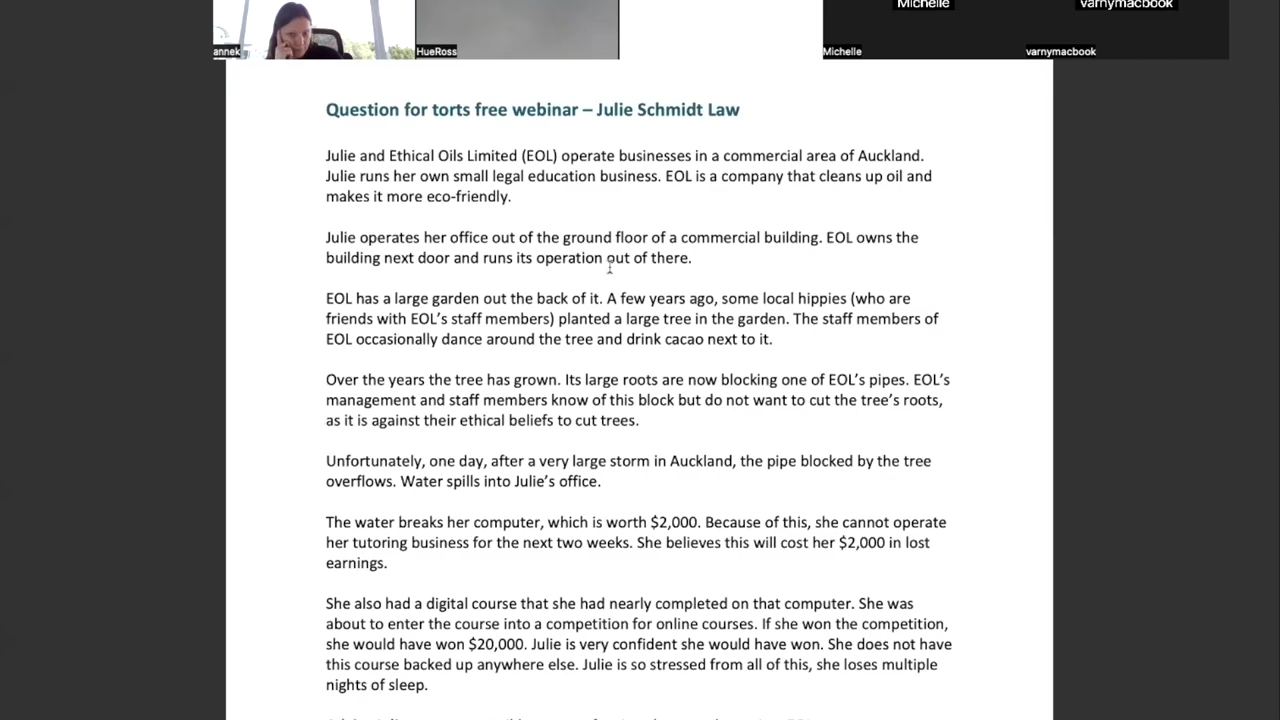 Michelle
varnymacbook
annek
HueRoss
Michelle
varnymacbook
Question for torts free webinar – Julie Schmidt Law
Julie and Ethical Oils Limited (EOL) operate businesses in a commercial area of Auckland.
Julie runs her own small legal education business. EOL is a company that cleans up oil and
makes it more eco-friendly.
Julie operates her office out of the ground floor of a commercial building. EOL owns the
building next door and runs its operation out of there.
EOL has a large garden out the back of it. A few years ago, some local hippies (who are
friends with EOL’s staff members) planted a large tree in the garden. The staff members of
EOL occasionally dance around the tree and drink cacao next to it.
Over the years the tree has grown. Its large roots are now blocking one of EOL’s pipes. EOL’s
management and staff members know of this block but do not want to cut the tree’s roots,
as it is against their ethical beliefs to cut trees.
Unfortunately, one day, after a very large storm in Auckland, the pipe blocked by the tree
overflows. Water spills into Julie’s office.
The water breaks her computer, which is worth $2,000. Because of this, she cannot operate
her tutoring business for the next two weeks. She believes this will cost her $2,000 in lost
earnings.
She also had a digital course that she had nearly completed on that computer. She was
about to enter the course into a competition for online courses. If she won the competition,
she would have won $20,000. Julie is very confident she would have won. She does not have
this course backed up anywhere else. Julie is so stressed from all of this, she loses multiple
nights of sleep.